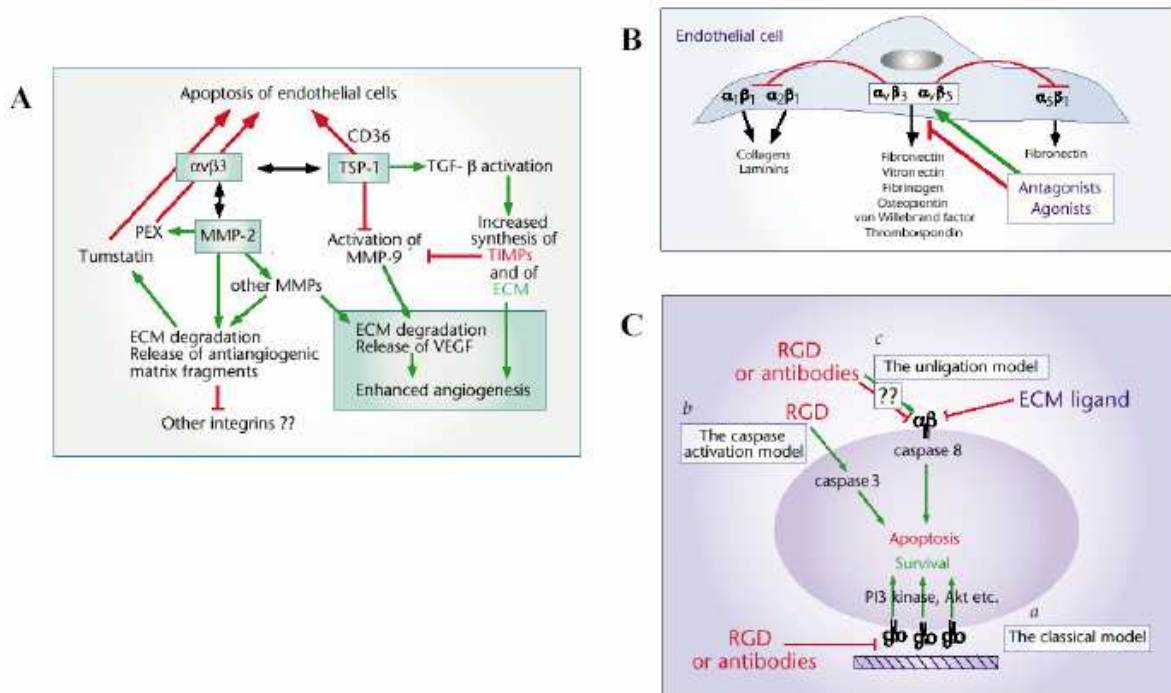 A
Apoptosis of endothelial cells
CD36
αvβ3
TSP-1
TGF- β activation
PEX
MMP-2
Tumstatin
Activation of
MMP-9
Increased
synthesis of
TIMPs
and of
ECM
other MMPs
ECM degradation
Release of antiangiogenic
matrix fragments
ECM degradation
Release of VEGF
Enhanced angiogenesis
Other integrins ??
B
Endothelial cell
α1β1 α2β1
αvβ3 αvβ5
α5β1
Collagens
Laminins
Fibronectin
Vitronectin
Fibrinogen
Osteopontin
von Willebrand factor
Thrombospondin
Fibronectin
Antagonists
Agonists
C
c
RGD
or antibodies
The unligation model
??
αβ
ECM ligand
b
RGD
The caspase
activation model
caspase 8
caspase 3
Apoptosis
Survival
PI3 kinase, Akt etc.
a
The classical model
RGD
or antibodies